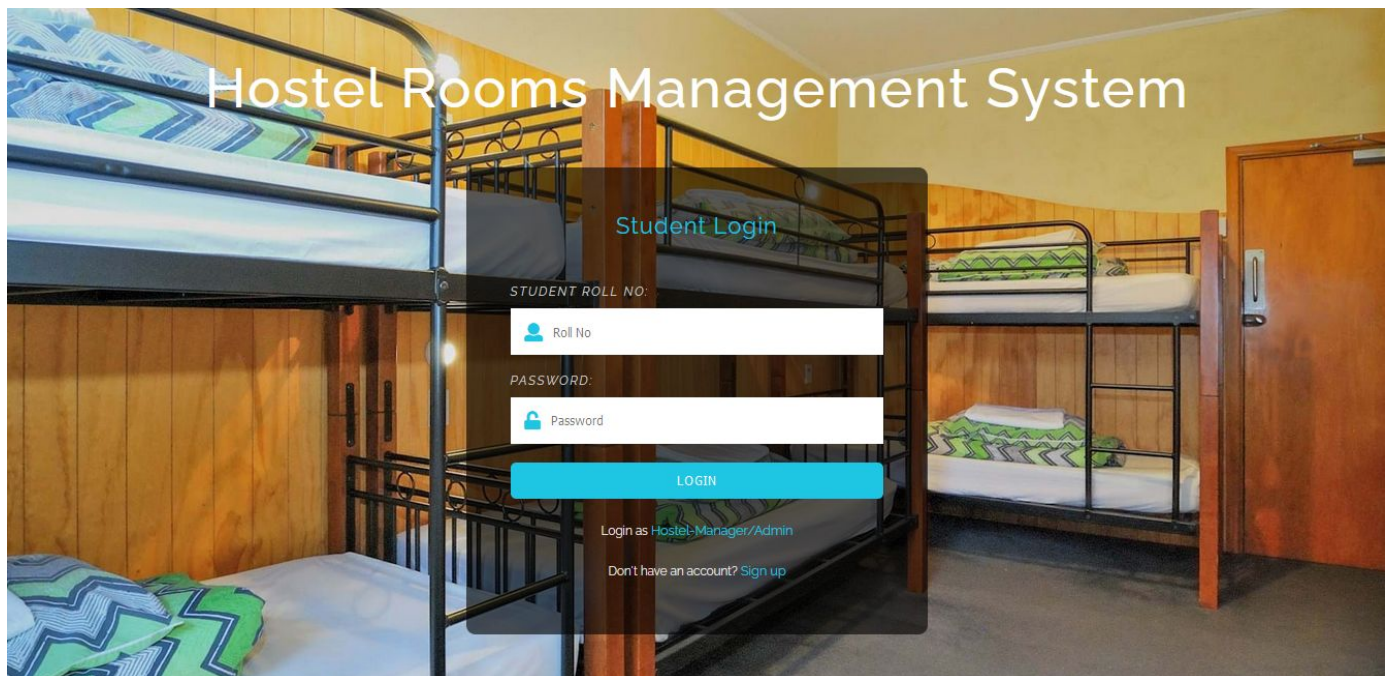 Hostel Rooms Management System
Student Login
STUDENT ROLL NO:
Roll No
PASSWORD:
Password
LOGIN
Login as Hostel-Manager/Admin
Don't have an account? Sign up